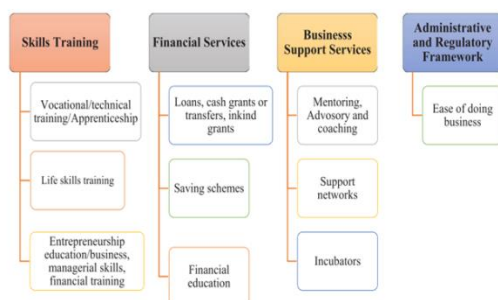 Skills Training
Vocational/technical
training/Apprenticeship
Life skills training
Entrepreneurship
education/business,
managerial skills,
financial training
Financial Services
Loans, cash grants or
transfers, inkind
grants
Saving schemes
Financial
education
Businesss
Support Services
Mentoring,
Advosory and
coaching
Support
networks
Incubators
Administrative
and Regulatory
Framework
Ease of doing
business